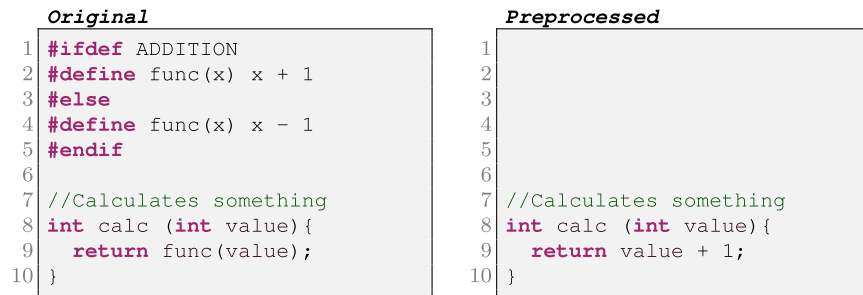 Original
1 #ifdef ADDITION
2 #define func(x) x + 1
3 #else
4 #define func(x) x - 1
5 #endif
6
7 //Calculates something
8 int calc (int value){
9   return func(value);
10 }
Preprocessed
1
2
3
4
5
6
7 //Calculates something
8 int calc (int value){
9   return value + 1;
10 }